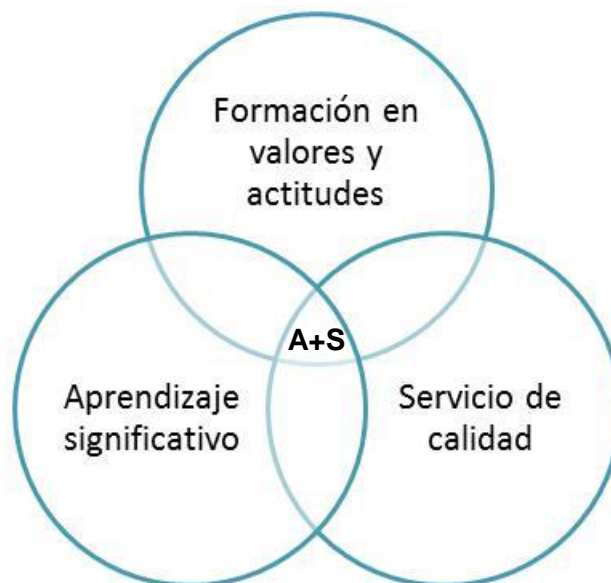 Formación en
valores y
actitudes
A+S
Aprendizaje
significativo
Servicio de
calidad